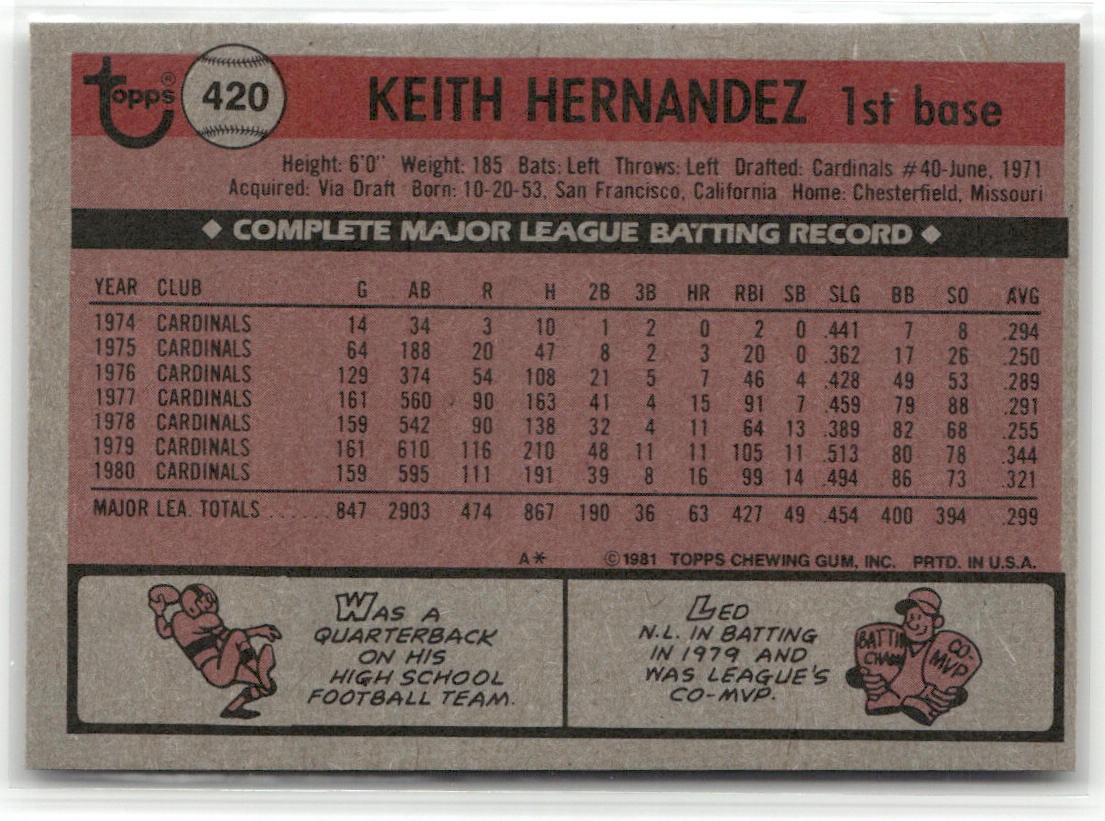 topps® 420 KEITH HERNANDEZ 1st base
Height: 6'0" Weight: 185 Bats: Left Throws: Left Drafted: Cardinals #40-June, 1971
Acquired: Via Draft Born: 10-20-53, San Francisco, California Home: Chesterfield, Missouri
◆ COMPLETE MAJOR LEAGUE BATTING RECORD ◆
YEAR CLUB G AB R H 2B 3B HR RBI SB SLG BB SO AVG
1974 CARDINALS 14 34 3 10 1 2 0 2 0 .441 7 8 .294
1975 CARDINALS 64 188 20 47 8 2 3 20 0 .362 17 26 .250
1976 CARDINALS 129 374 54 108 21 5 7 46 4 .428 49 53 .289
1977 CARDINALS 161 560 90 163 41 4 15 91 7 .459 79 88 .291
1978 CARDINALS 159 542 90 138 32 4 11 64 13 .389 82 68 .255
1979 CARDINALS 161 610 116 210 48 11 11 105 11 .513 80 78 .344
1980 CARDINALS 159 595 111 191 39 8 16 99 14 .494 86 73 .321
MAJOR LEA. TOTALS ...... 847 2903 474 867 190 36 63 427 49 .454 400 394 .299
A* ©1981 TOPPS CHEWING GUM, INC. PRTD. IN U.S.A.
WAS A
QUARTERBACK
ON HIS
HIGH SCHOOL
FOOTBALL TEAM.
LED
N.L. IN BATTING
IN 1979 AND
WAS LEAGUE'S
CO-MVP.
BATTIN
CHAMP
CO-
MVP